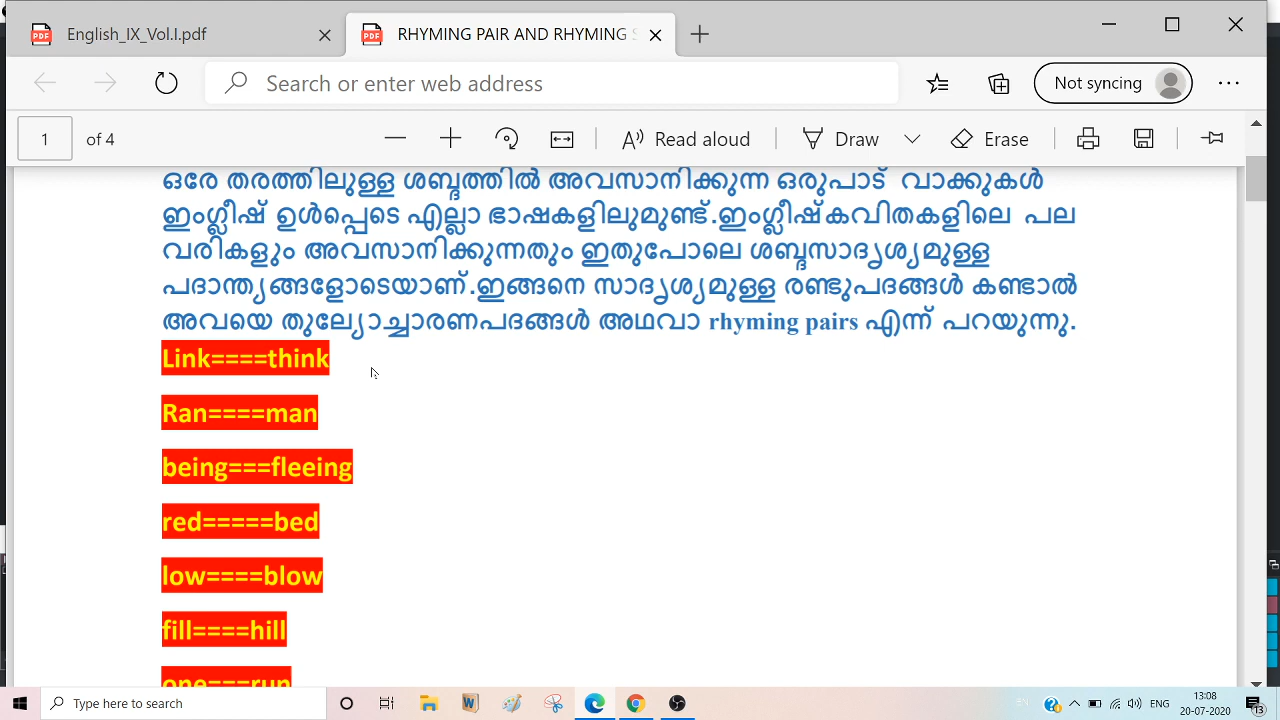 English_IX_Vol.I.pdf
RHYMING PAIR AND RHYMING S
Search or enter web address
Not syncing
1 of 4
Read aloud
Draw
Erase
ഒരേ തരത്തിലുള്ള ശബ്ദത്തിൽ അവസാനിക്കുന്ന ഒരുപാട് വാക്കുകൾ
ഇംഗ്ലീഷ് ഉൾപ്പെടെ എല്ലാ ഭാഷകളിലുമുണ്ട്.ഇംഗ്ലീഷ്കവിതകളിലെ പല
വരികളും അവസാനിക്കുന്നതും ഇതുപോലെ ശബ്ദസാദൃശ്യമുള്ള
പദാന്ത്യങ്ങളോടെയാണ്.ഇങ്ങനെ സാദൃശ്യമുള്ള രണ്ടുപദങ്ങൾ കണ്ടാൽ
അവയെ തുല്യോച്ചാരണപദങ്ങൾ അഥവാ rhyming pairs എന്ന് പറയുന്നു.
Link====think
Ran====man
being===fleeing
red=====bed
low====blow
fill====hill
one===run
Type here to search
ENG
13:08
20-07-2020
13